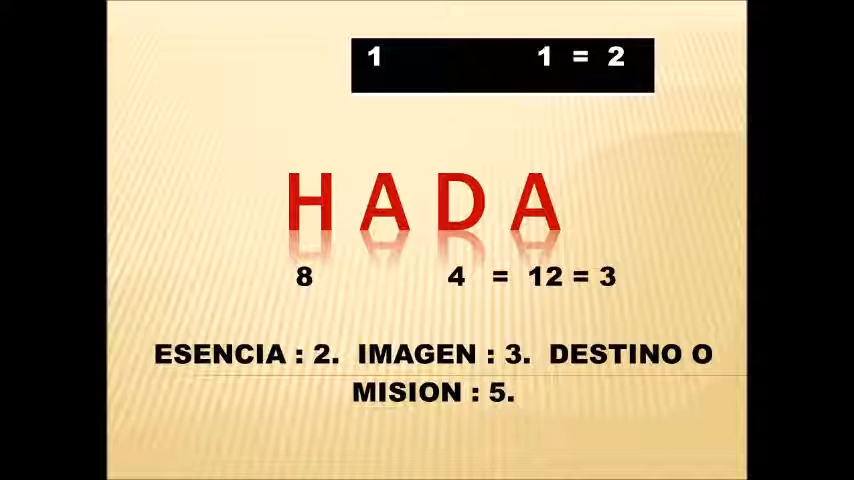 1 1 = 2
HADA
8 4 = 12 = 3
ESENCIA : 2. IMAGEN : 3. DESTINO O
MISION : 5.